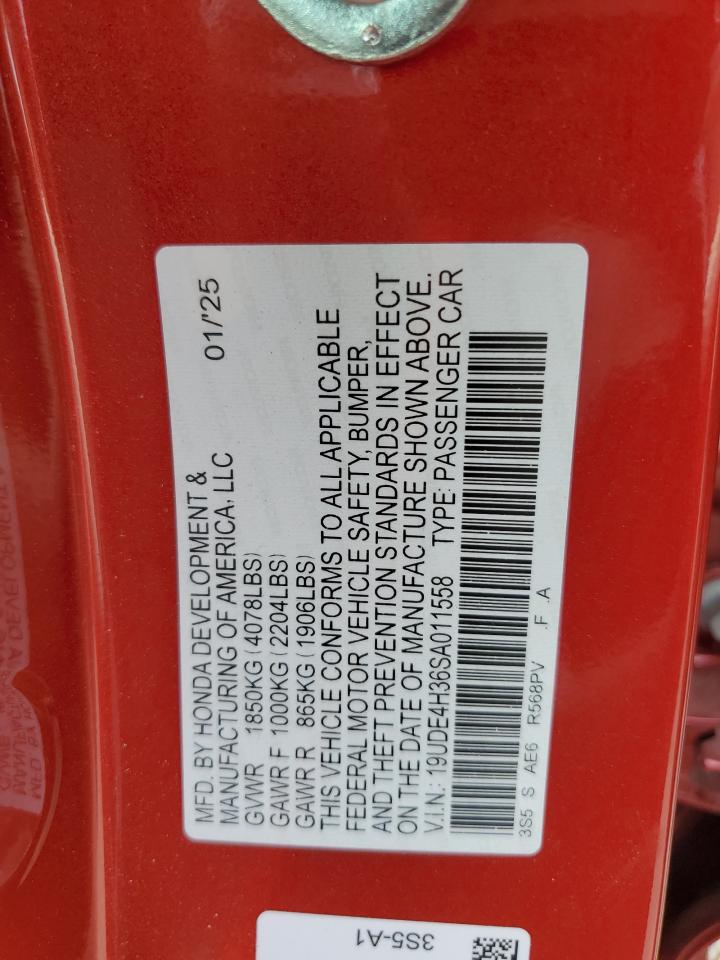 MFD. BY HONDA DEVELOPMENT &
MANUFACTURING OF AMERICA, LLC 01/'25
GVWR 1850KG (4078LBS)
GAWR F 1000KG (2204LBS)
GAWR R 865KG (1906LBS)
THIS VEHICLE CONFORMS TO ALL APPLICABLE
FEDERAL MOTOR VEHICLE SAFETY, BUMPER,
AND THEFT PREVENTION STANDARDS IN EFFECT
ON THE DATE OF MANUFACTURE SHOWN ABOVE.
V.I.N.: 19UDE4H36SA011558 TYPE: PASSENGER CAR
3S5 S AE6 R568PV .F .A
3S5-A1